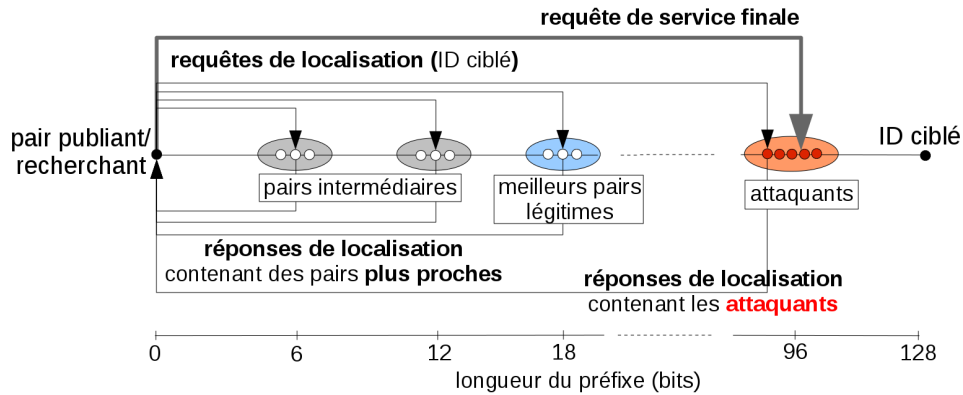 requête de service finale
requêtes de localisation (ID ciblé)
pair publiant/
recherchant
ID ciblé
pairs intermédiaires
meilleurs pairs
légitimes
attaquants
réponses de localisation
contenant des pairs plus proches
réponses de localisation
contenant les attaquants
0 6 12 18 96 128
longueur du préfixe (bits)